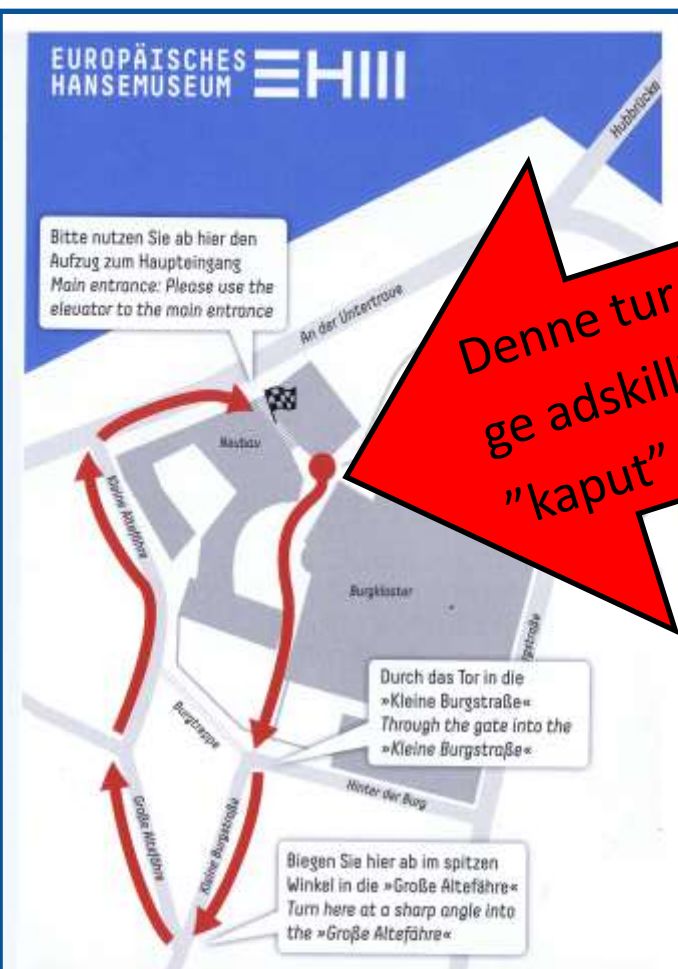 EUROPÄISCHES
HANSEMUSEUM
Hubbrücke
Bitte nutzen Sie ab hier den
Aufzug zum Haupteingang
Main entrance: Please use the
elevator to the main entrance
An der Untertrave
Denne tur
ge adskilli
”kaput”
Neubau
Kleine Altefähre
Burgkloster
Durch das Tor in die
»Kleine Burgstraße«
Through the gate into the
»Kleine Burgstraße«
Burgtreppe
Hinter der Burg
Große Altefähre
Kleine Burgstraße
Biegen Sie hier ab im spitzen
Winkel in die »Große Altefähre«
Turn here at a sharp angle into
the »Große Altefähre«